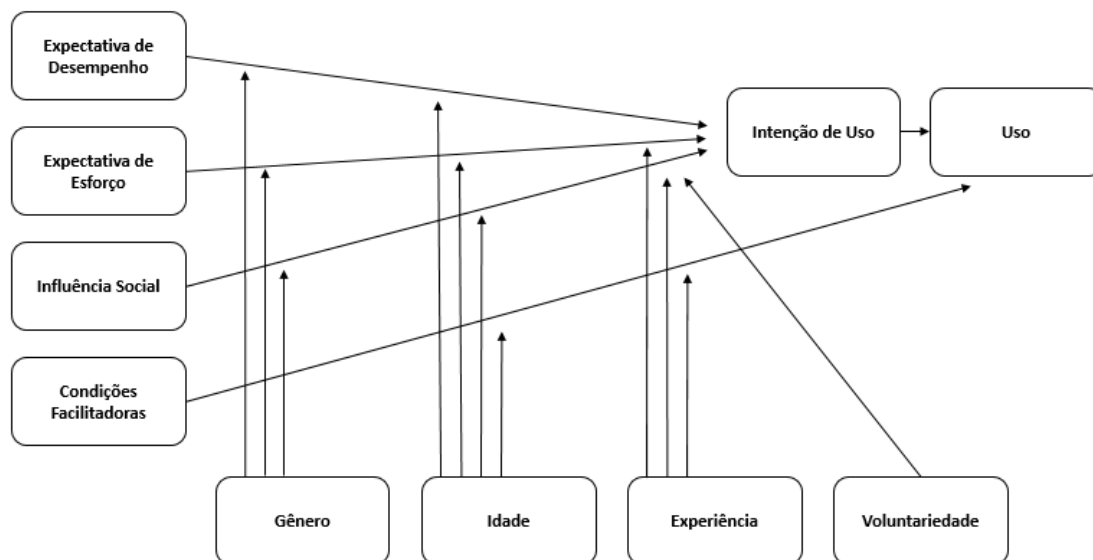 Expectativa de
Desempenho
Expectativa de
Esforço
Influência Social
Condições
Facilitadoras
Intenção de Uso
Uso
Gênero
Idade
Experiência
Voluntariedade